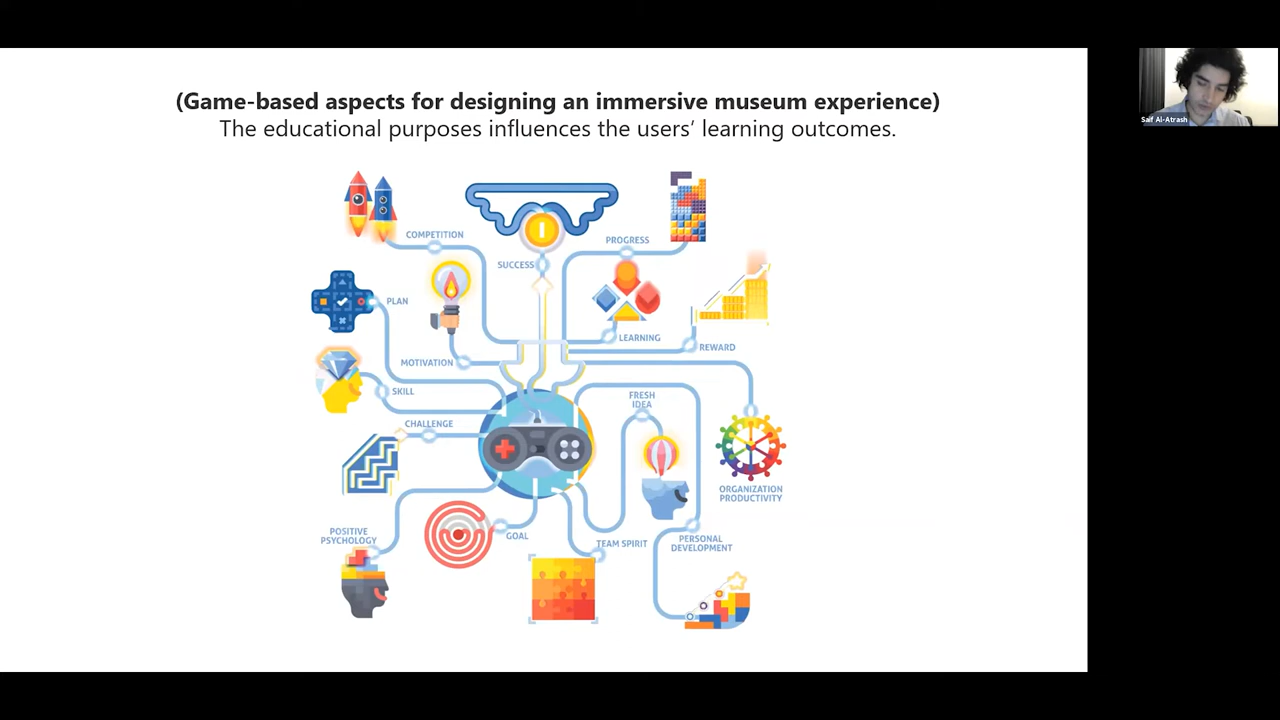 (Game-based aspects for designing an immersive museum experience)
The educational purposes influences the users’ learning outcomes.
Saif Al-Atrash
COMPETITION
PROGRESS
SUCCESS
PLAN
LEARNING
REWARD
MOTIVATION
SKILL
FRESH
IDEA
CHALLENGE
ORGANIZATION
PRODUCTIVITY
POSITIVE
PSYCHOLOGY
GOAL
TEAM SPIRIT
PERSONAL
DEVELOPMENT